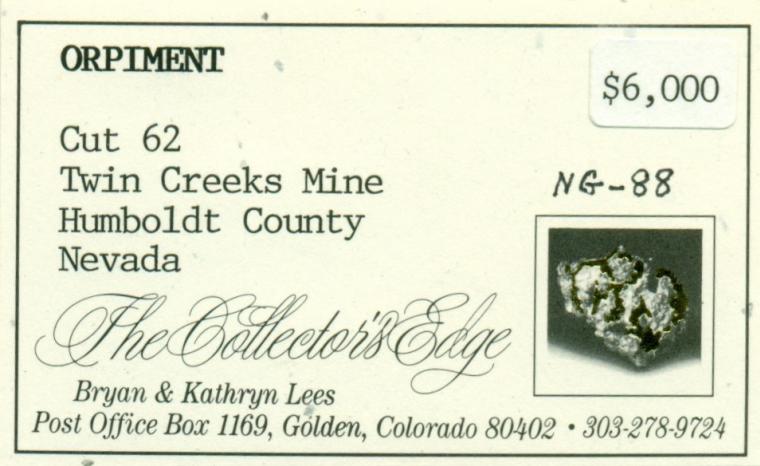 ORPIMENT
$6,000
Cut 62
Twin Creeks Mine
Humboldt County
Nevada
NG-88
The Collector's Edge
Bryan & Kathryn Lees
Post Office Box 1169, Golden, Colorado 80402 • 303-278-9724